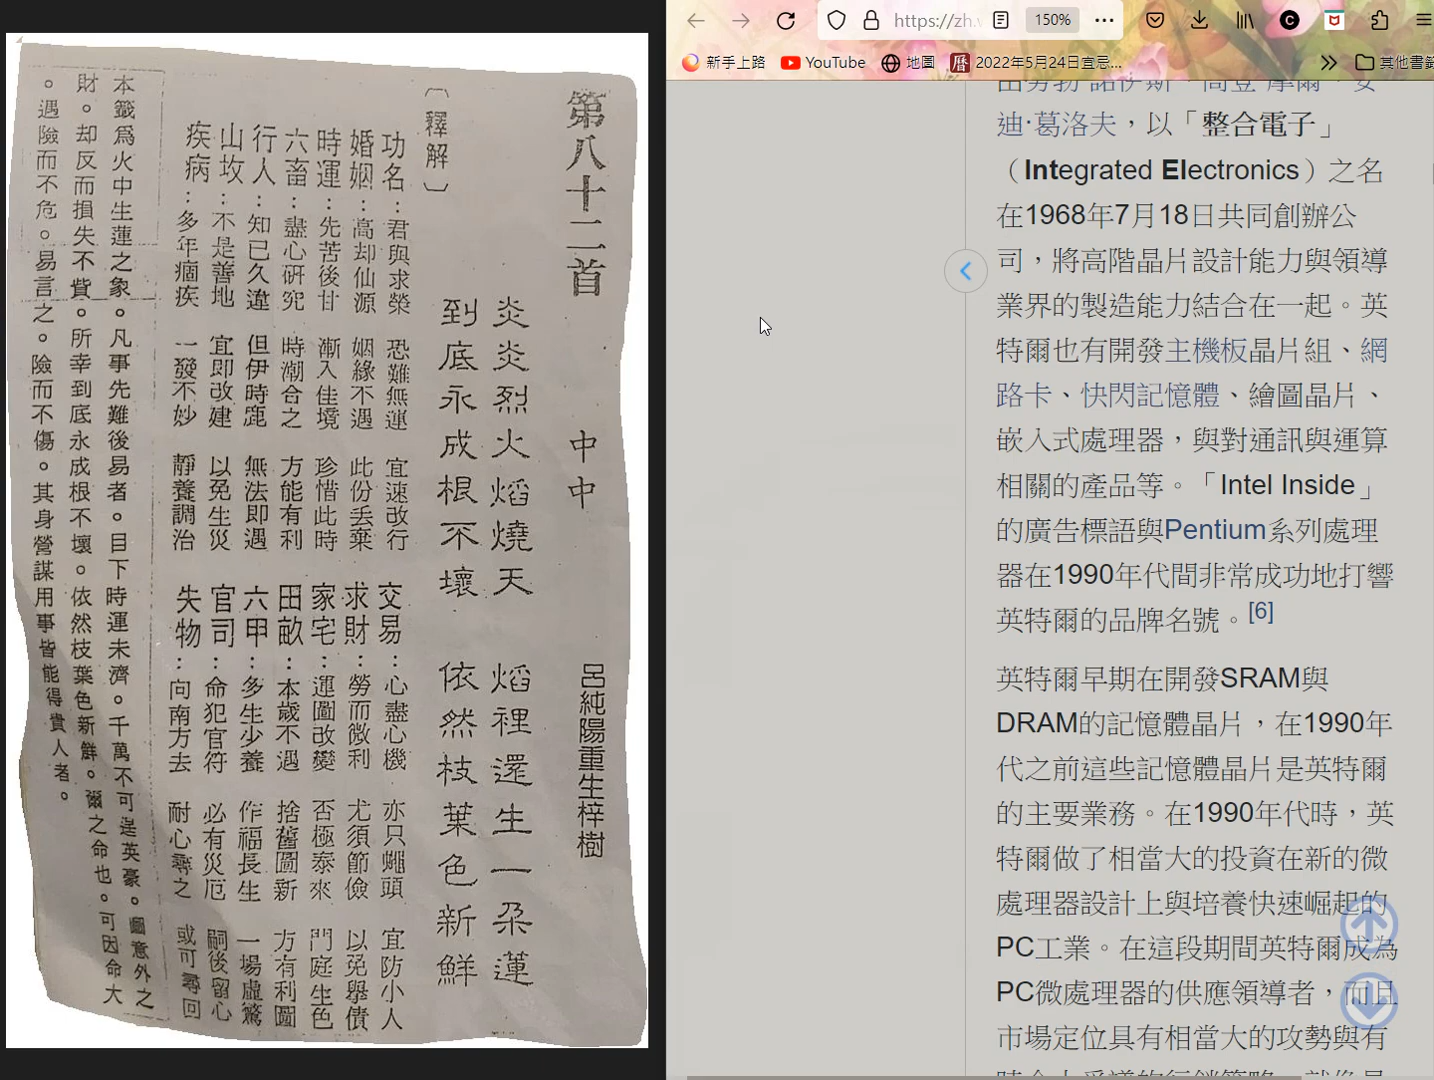 第八十二首
中中
呂純陽重生梓樹
炎炎烈火焰燒天
焰裡還生一朵蓮
到底永成根不壞
依然枝葉色新鮮
〔釋解〕
功名：君與求榮 恐難無運 宜速改行
婚姻：高却仙源 姻緣不遇 此份丢棄
時運：先苦後甘 漸入佳境 珍惜此時
六畜：盡心研究 時潮合之 方能有利
行人：知已久違 但伊時鹿 無法即遇
山坟：不是善地 宜即改建 以免生災
疾病：多年痼疾 一發不妙 靜養調治
交易：心盡心機 亦只蠅頭 宜防小人
求財：勞而微利 尤須節儉 以免舉債
家宅：運圖改變 否極泰來 門庭生色
田畝：本歲不遇 捨舊圖新 方有利圖
六甲：多生少養 作福長生 一場虛驚
官司：命犯官符 必有災厄 嗣後留心
失物：向南方去 耐心尋之 或可尋回
本籤為火中生蓮之象。凡事先難後易者。目下時運未濟。千萬不可逞英豪。圖意外之
財。却反而損失不貲。所幸到底永成根不壞。依然枝葉色新鮮。爾之命也。可因命大
。遇險而不危。易言之。險而不傷。其身營謀用事皆能得貴人者。
https://zh.
150%
新手上路
YouTube
地圖
曆
2022年5月24日宜忌...
其他書籤
由勞勃·諾伊斯、高登·摩爾、安
迪·葛洛夫，以「整合電子」
（Integrated Electronics）之名
在1968年7月18日共同創辦公
司，將高階晶片設計能力與領導
業界的製造能力結合在一起。英
特爾也有開發主機板晶片組、網
路卡、快閃記憶體、繪圖晶片、
嵌入式處理器，與對通訊與運算
相關的產品等。「Intel Inside」
的廣告標語與Pentium系列處理
器在1990年代間非常成功地打響
英特爾的品牌名號。[6]
英特爾早期在開發SRAM與
DRAM的記憶體晶片，在1990年
代之前這些記憶體晶片是英特爾
的主要業務。在1990年代時，英
特爾做了相當大的投資在新的微
處理器設計上與培養快速崛起的
PC工業。在這段期間英特爾成為
PC微處理器的供應領導者，而且
市場定位具有相當大的攻勢與有